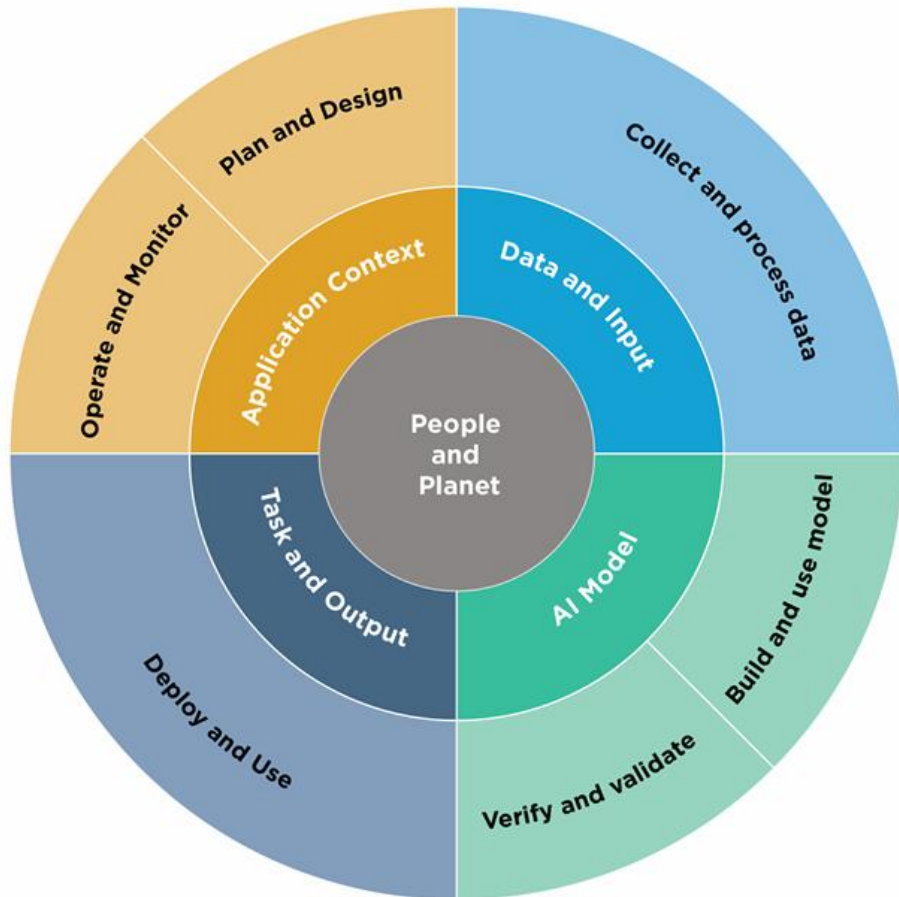 Plan and Design
Collect and process data
Operate and Monitor
Application Context
Data and Input
People
and
Planet
Task and Output
AI Model
Build and use model
Deploy and Use
Verify and validate